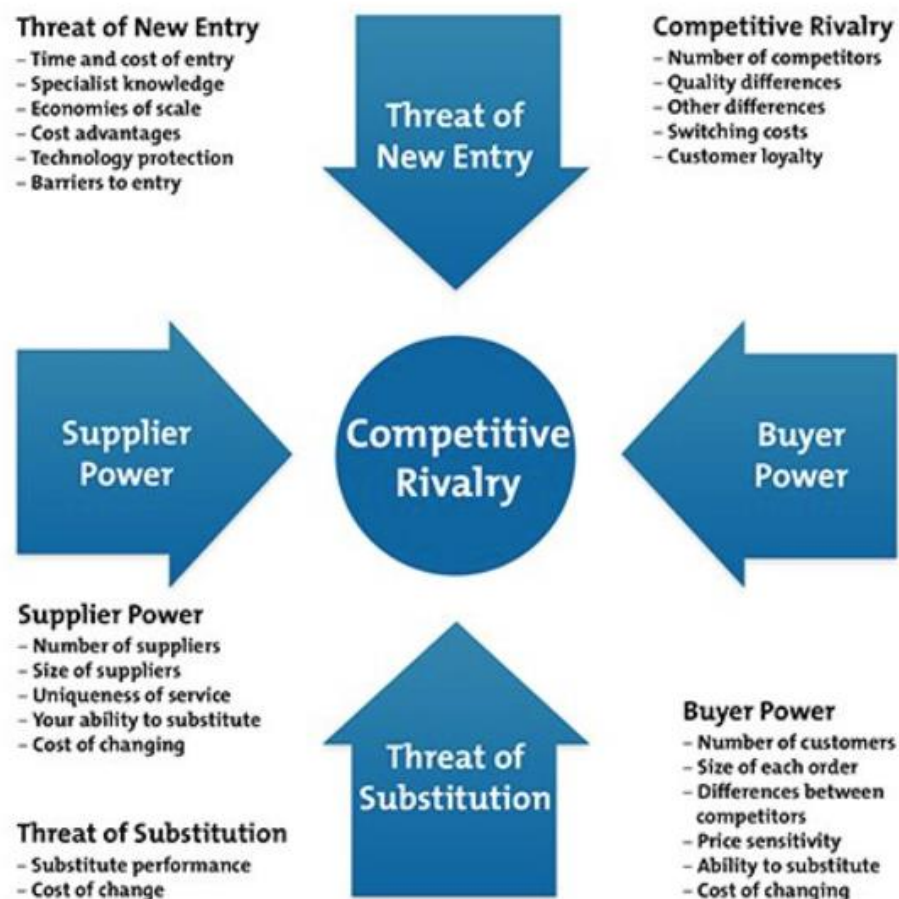 Threat of New Entry
– Time and cost of entry
– Specialist knowledge
– Economies of scale
– Cost advantages
– Technology protection
– Barriers to entry
Threat of
New Entry
Competitive Rivalry
– Number of competitors
– Quality differences
– Other differences
– Switching costs
– Customer loyalty
Supplier
Power
Competitive
Rivalry
Buyer
Power
Supplier Power
– Number of suppliers
– Size of suppliers
– Uniqueness of service
– Your ability to substitute
– Cost of changing
Threat of Substitution
– Substitute performance
– Cost of change
Threat of
Substitution
Buyer Power
– Number of customers
– Size of each order
– Differences between
competitors
– Price sensitivity
– Ability to substitute
– Cost of changing